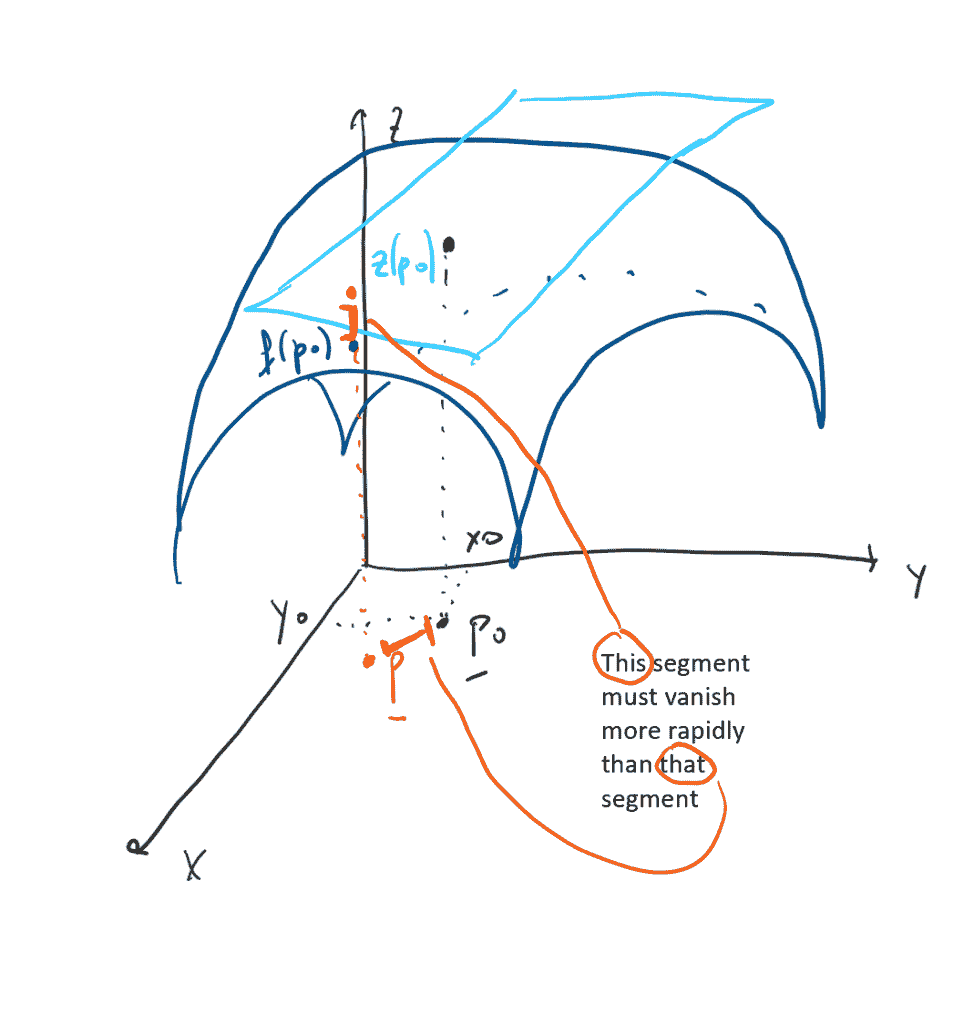 Z
z(p0)
f(p0)
x0
Y
Y0
p0
p
This segment
must vanish
more rapidly
than that
segment
X